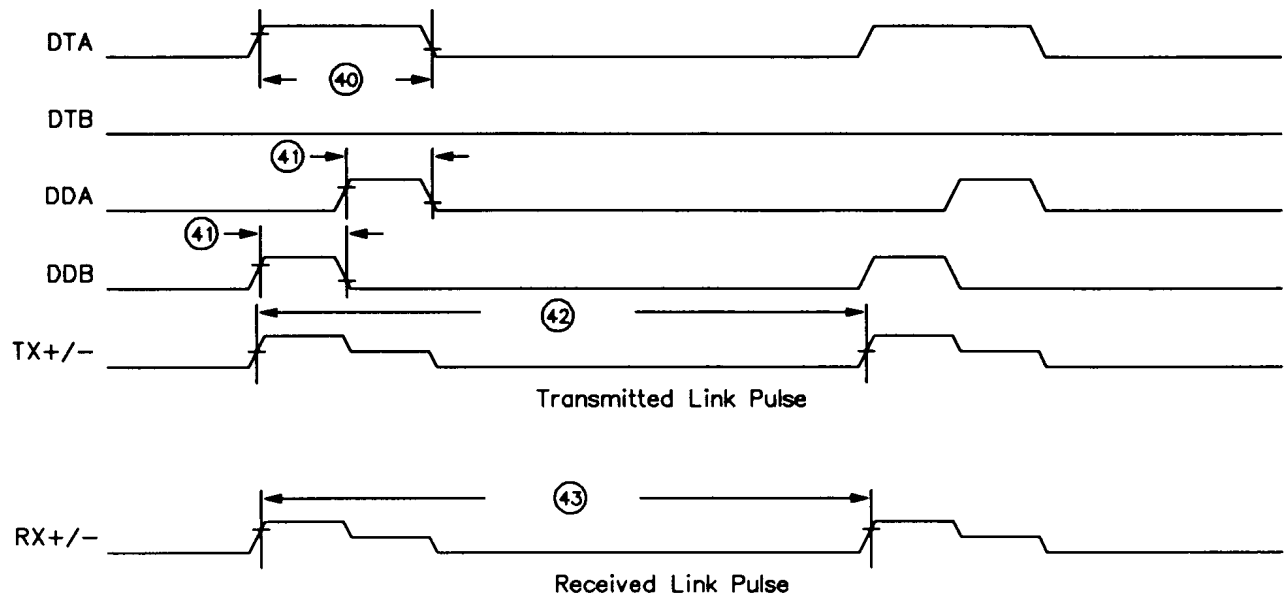 DTA
40
DTB
41
DDA
41
DDB
42
TX+/-
Transmitted Link Pulse
43
RX+/-
Received Link Pulse